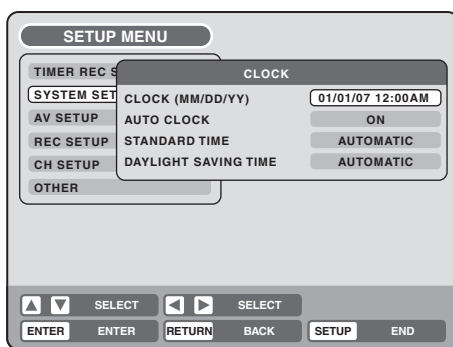 SETUP MENU
TIMER REC S
SYSTEM SET
AV SETUP
REC SETUP
CH SETUP
OTHER
CLOCK
CLOCK (MM/DD/YY) 01/01/07 12:00AM
AUTO CLOCK ON
STANDARD TIME AUTOMATIC
DAYLIGHT SAVING TIME AUTOMATIC
SELECT SELECT
ENTER ENTER RETURN BACK SETUP END